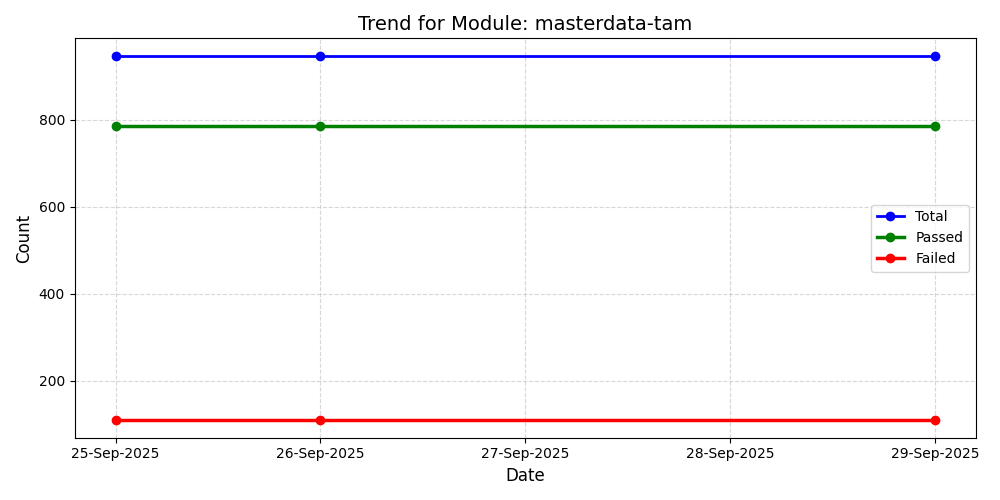 Trend for Module: masterdata-tam
Count
800
600
400
200
Total
Passed
Failed
25-Sep-2025
26-Sep-2025
27-Sep-2025
28-Sep-2025
29-Sep-2025
Date